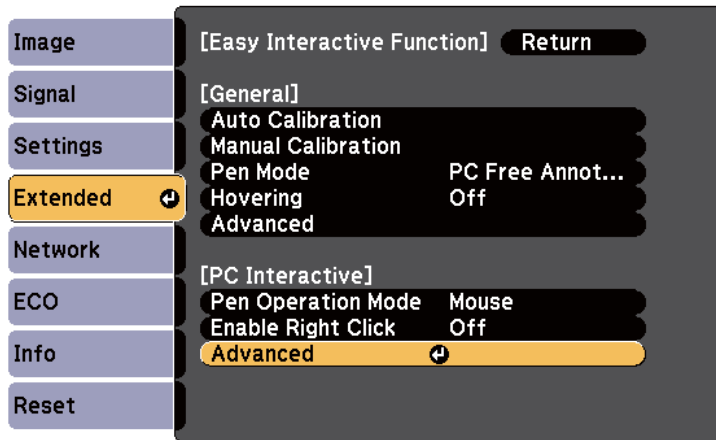 Image
Signal
Settings
Extended
Network
ECO
Info
Reset
[Easy Interactive Function] Return
[General]
Auto Calibration
Manual Calibration
Pen Mode PC Free Annot...
Hovering Off
Advanced
[PC Interactive]
Pen Operation Mode Mouse
Enable Right Click Off
Advanced